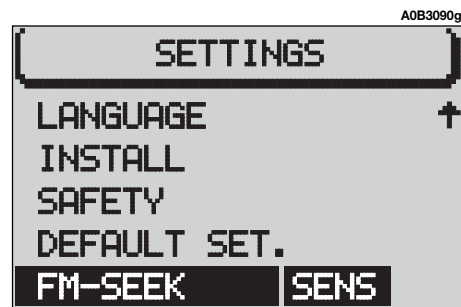 A0B3090g
SETTINGS
LANGUAGE
INSTALL
SAFETY
DEFAULT SET.
FM-SEEK SENS